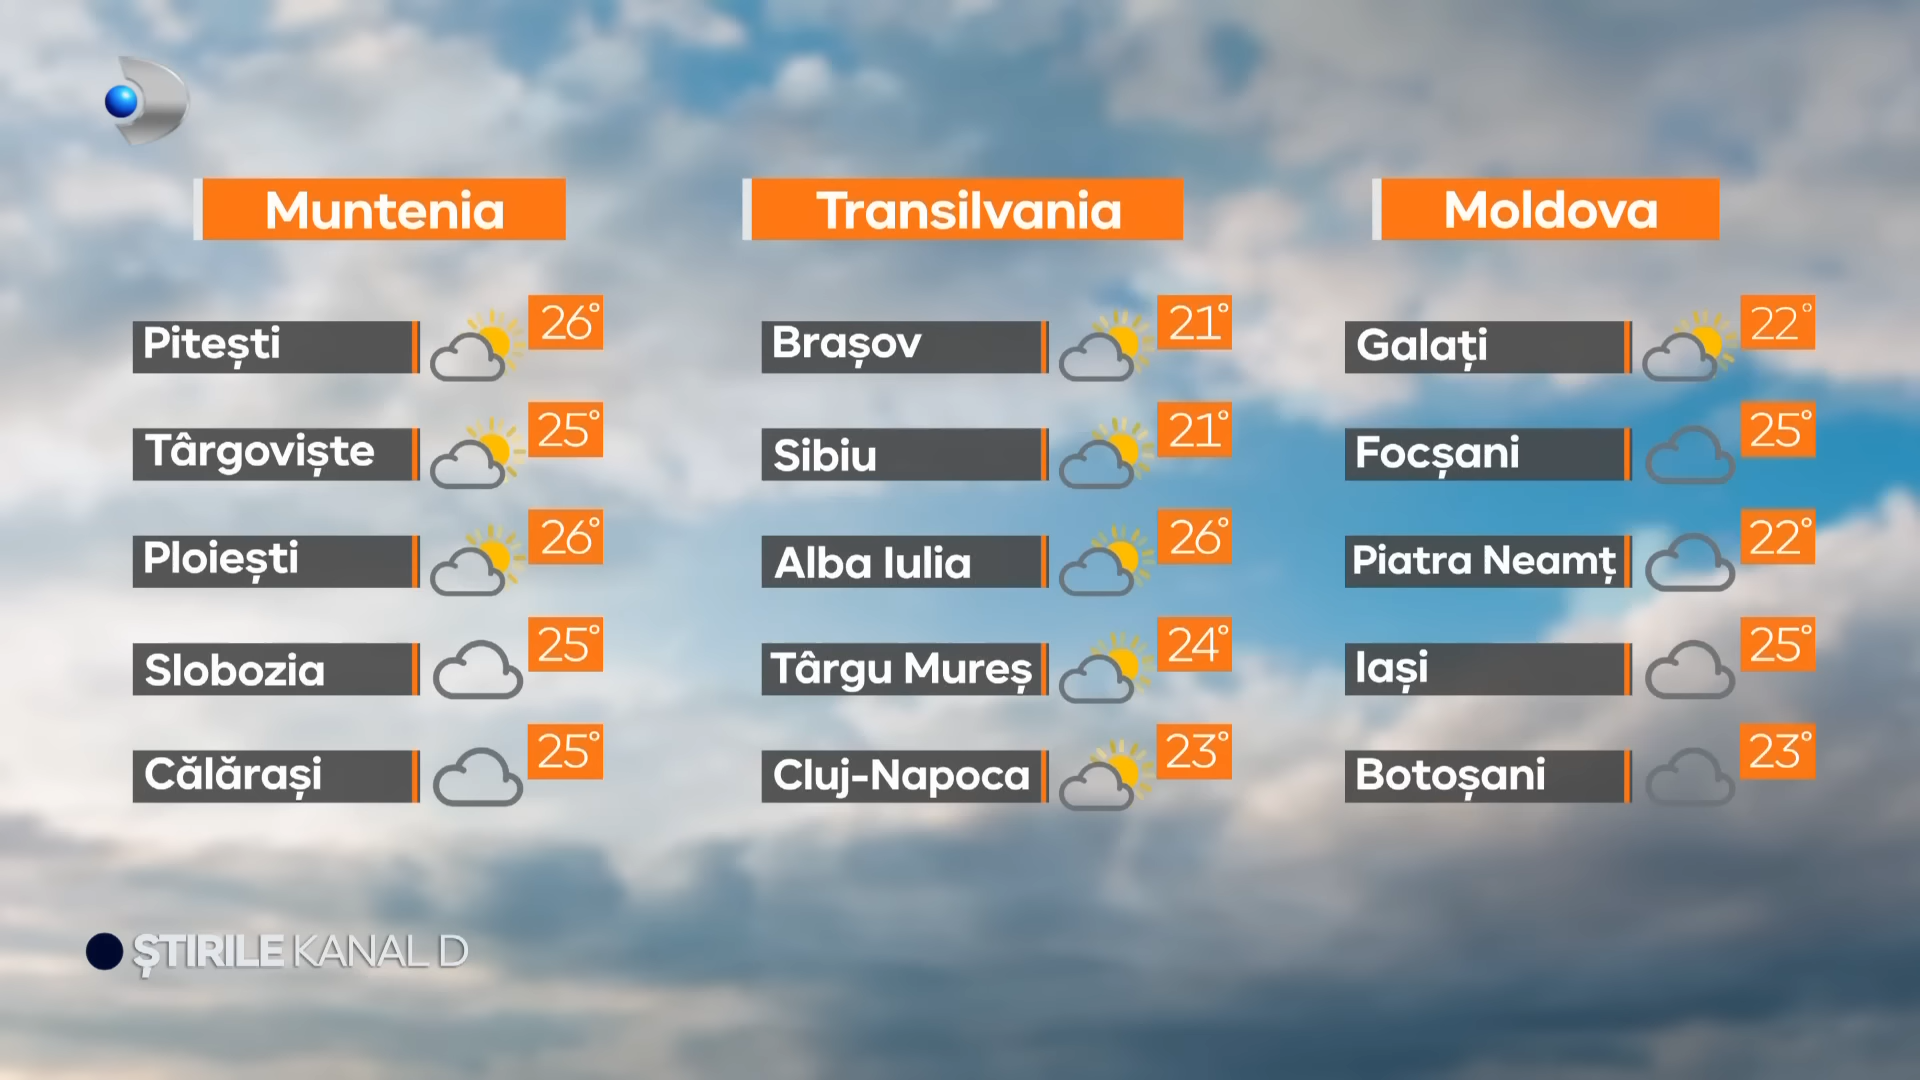 Muntenia
Pitești 26°
Târgoviște 25°
Ploiești 26°
Slobozia 25°
Călărași 25°
Transilvania
Brașov 21°
Sibiu 21°
Alba Iulia 26°
Târgu Mureș 24°
Cluj-Napoca 23°
Moldova
Galați 22°
Focșani 25°
Piatra Neamț 22°
Iași 25°
Botoșani 23°
ȘTIRILE KANAL D